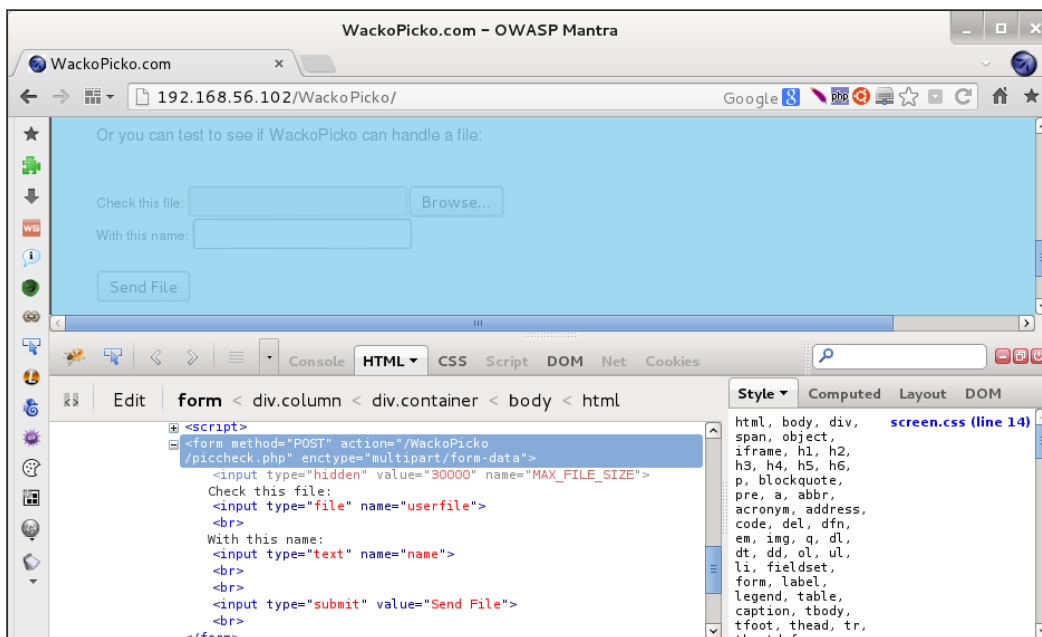 WackoPicko.com - OWASP Mantra
WackoPicko.com
192.168.56.102/WackoPicko/
Google 8
php
Or you can test to see if WackoPicko can handle a file:
Check this file:
Browse...
With this name:
Send File
WS
Console HTML CSS Script DOM Net Cookies
Edit form < div.column < div.container < body < html
<script>
<form method="POST" action="/WackoPicko
/piccheck.php" enctype="multipart/form-data">
<input type="hidden" value="30000" name="MAX_FILE_SIZE">
Check this file:
<input type="file" name="userfile">
<br>
With this name:
<input type="text" name="name">
<br>
<br>
<input type="submit" value="Send File">
<br>
</form>
Style Computed Layout DOM
html, body, div, screen.css (line 14)
span, object,
iframe, h1, h2,
h3, h4, h5, h6,
p, blockquote,
pre, a, abbr,
acronym, address,
code, del, dfn,
em, img, q, dl,
dt, dd, ol, ul,
li, fieldset,
form, label,
legend, table,
caption, tbody,
tfoot, thead, tr,